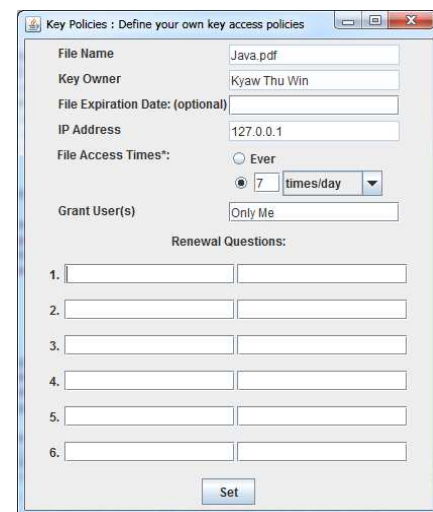 Key Policies : Define your own key access policies
File Name Java.pdf
Key Owner Kyaw Thu Win
File Expiration Date: (optional)
IP Address 127.0.0.1
File Access Times*: Ever
7 times/day
Grant User(s) Only Me
Renewal Questions:
1.
2.
3.
4.
5.
6.
Set